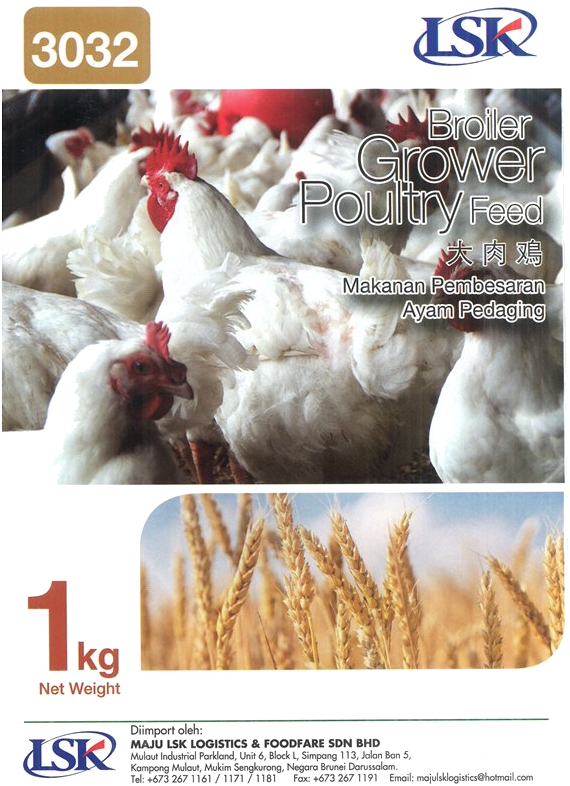 3032
LSK
Broiler
Grower
Poultry Feed
大肉鴉
Makanan Pembesaran
Ayam Pedaging
1kg
Net Weight
LSK
Diimport oleh:
MAJU LSK LOGISTICS & FOODFARE SDN BHD
Mulaut Industrial Parkland, Unit 6, Block L, Simpang 113, Jalan Ban 5,
Kampong Mulaut, Mukim Sengkurong, Negara Brunei Darussalam.
Tel: +673 267 1161 / 1171 / 1181 Fax: +673 267 1191 Email: majulsklogistics@hotmail.com